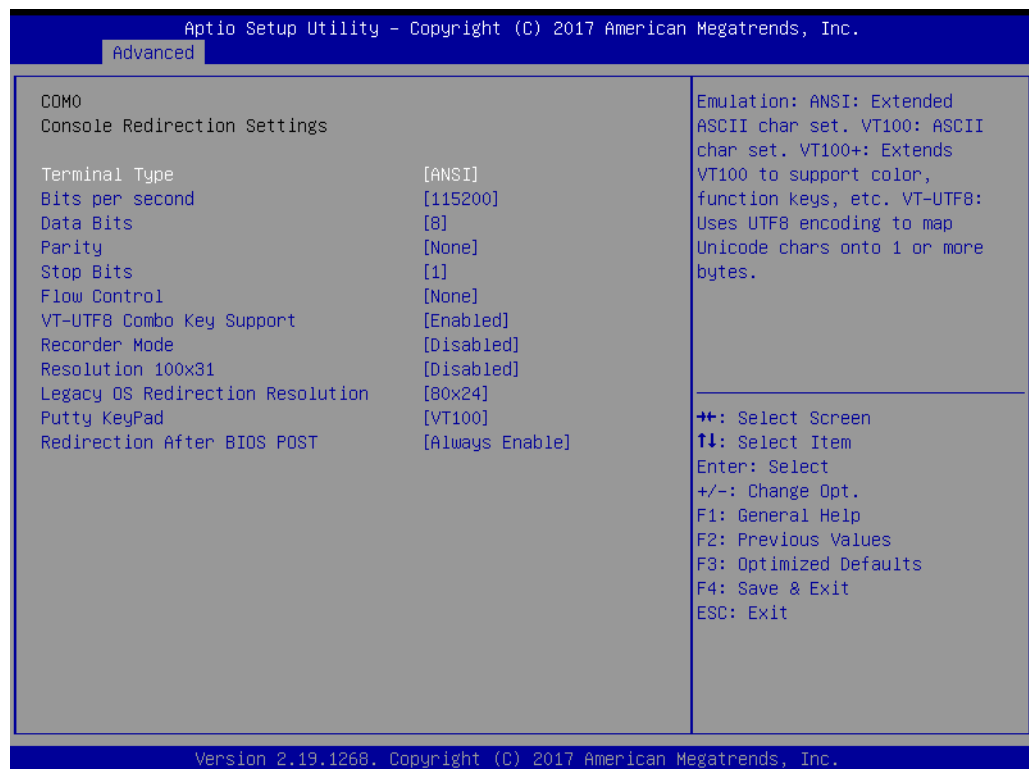 Aptio Setup Utility – Copyright (C) 2017 American Megatrends, Inc.
Advanced
COM0
Console Redirection Settings
Terminal Type [ANSI]
Bits per second [115200]
Data Bits [8]
Parity [None]
Stop Bits [1]
Flow Control [None]
VT-UTF8 Combo Key Support [Enabled]
Recorder Mode [Disabled]
Resolution 100x31 [Disabled]
Legacy OS Redirection Resolution [80x24]
Putty KeyPad [VT100]
Redirection After BIOS POST [Always Enable]
Emulation: ANSI: Extended
ASCII char set. VT100: ASCII
char set. VT100+: Extends
VT100 to support color,
function keys, etc. VT-UTF8:
Uses UTF8 encoding to map
Unicode chars onto 1 or more
bytes.
→←: Select Screen
↑↓: Select Item
Enter: Select
+/-: Change Opt.
F1: General Help
F2: Previous Values
F3: Optimized Defaults
F4: Save & Exit
ESC: Exit
Version 2.19.1268. Copyright (C) 2017 American Megatrends, Inc.